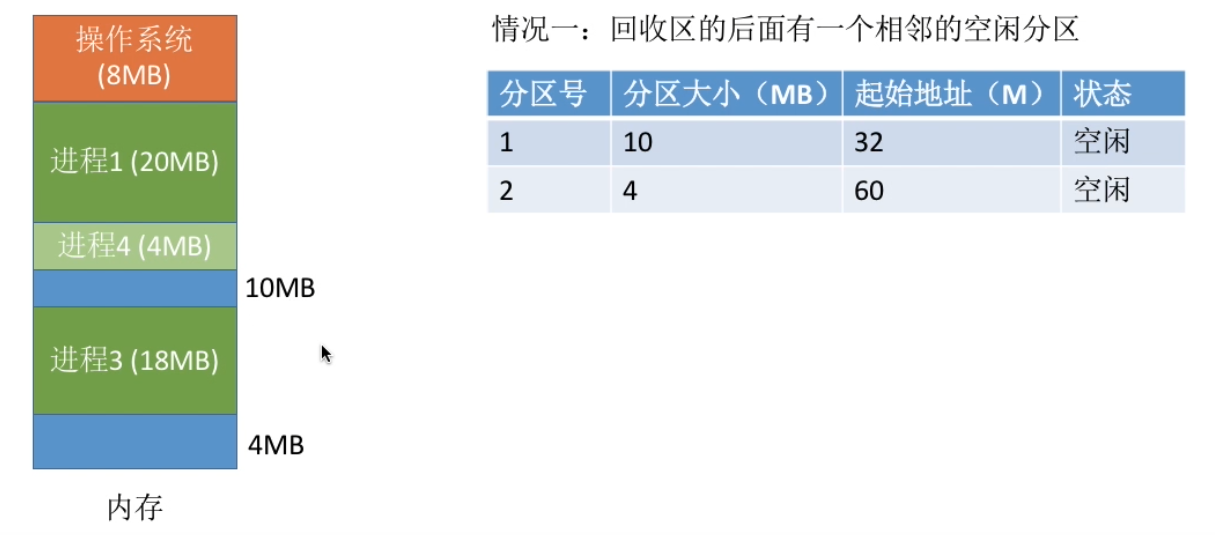 操作系统
(8MB)
进程1 (20MB)
进程4 (4MB)
10MB
进程3 (18MB)
4MB
内存
情况一：回收区的后面有一个相邻的空闲分区
分区号 分区大小（MB） 起始地址（M） 状态
1 10 32 空闲
2 4 60 空闲